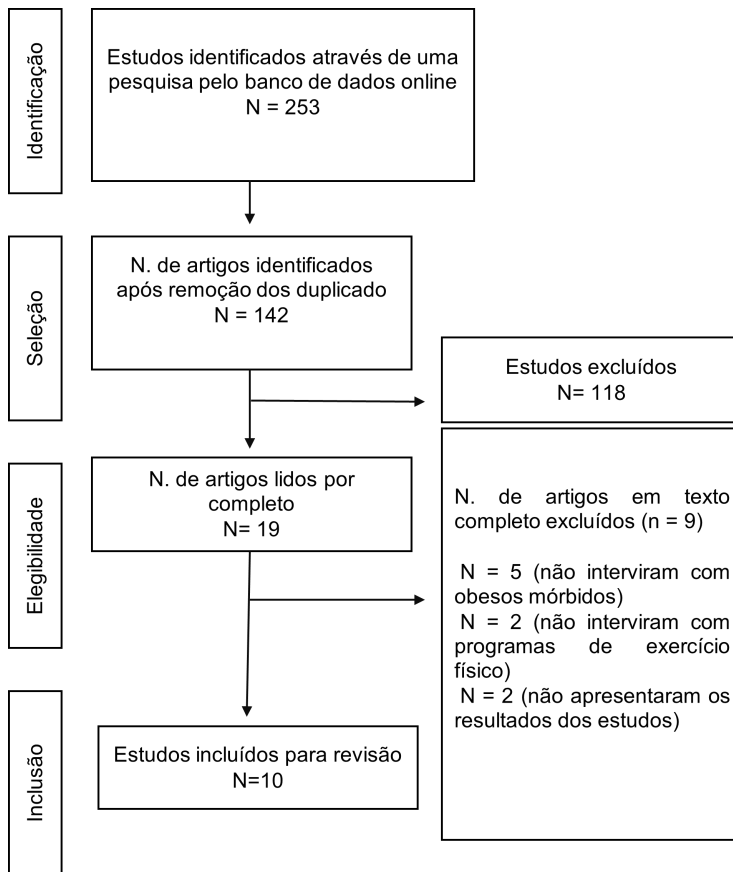 Identificação
Estudos identificados através de uma
pesquisa pelo banco de dados online
N = 253
Seleção
N. de artigos identificados
após remoção dos duplicado
N = 142
Estudos excluídos
N= 118
Elegibilidade
N. de artigos lidos por
completo
N= 19
N. de artigos em texto
completo excluídos (n = 9)
N = 5 (não interviram com
obesos mórbidos)
N = 2 (não interviram com
programas de exercício
físico)
N = 2 (não apresentaram os
resultados dos estudos)
Inclusão
Estudos incluídos para revisão
N=10